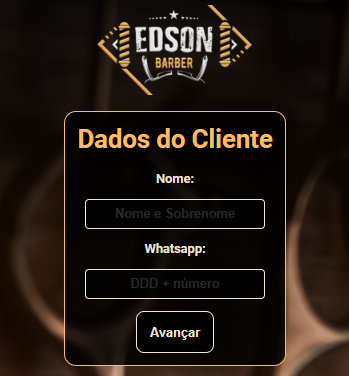 EDSON
BARBER
Dados do Cliente
Nome:
Nome e Sobrenome
Whatsapp:
DDD + número
Avançar